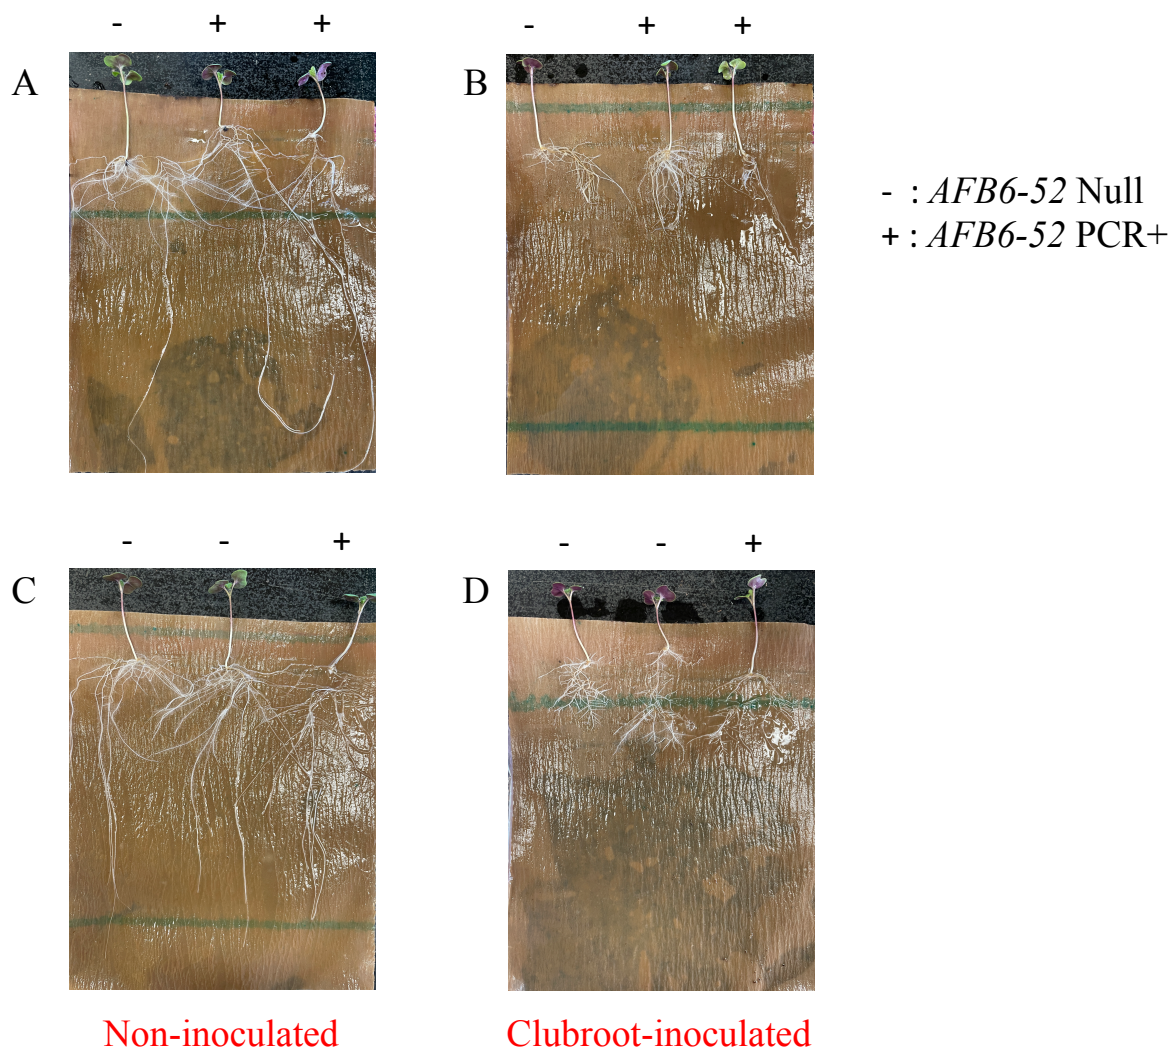 - + +
- + +
A
B
- : AFB6-52 Null
+ : AFB6-52 PCR+
- - +
- - +
C
D
Non-inoculated
Clubroot-inoculated